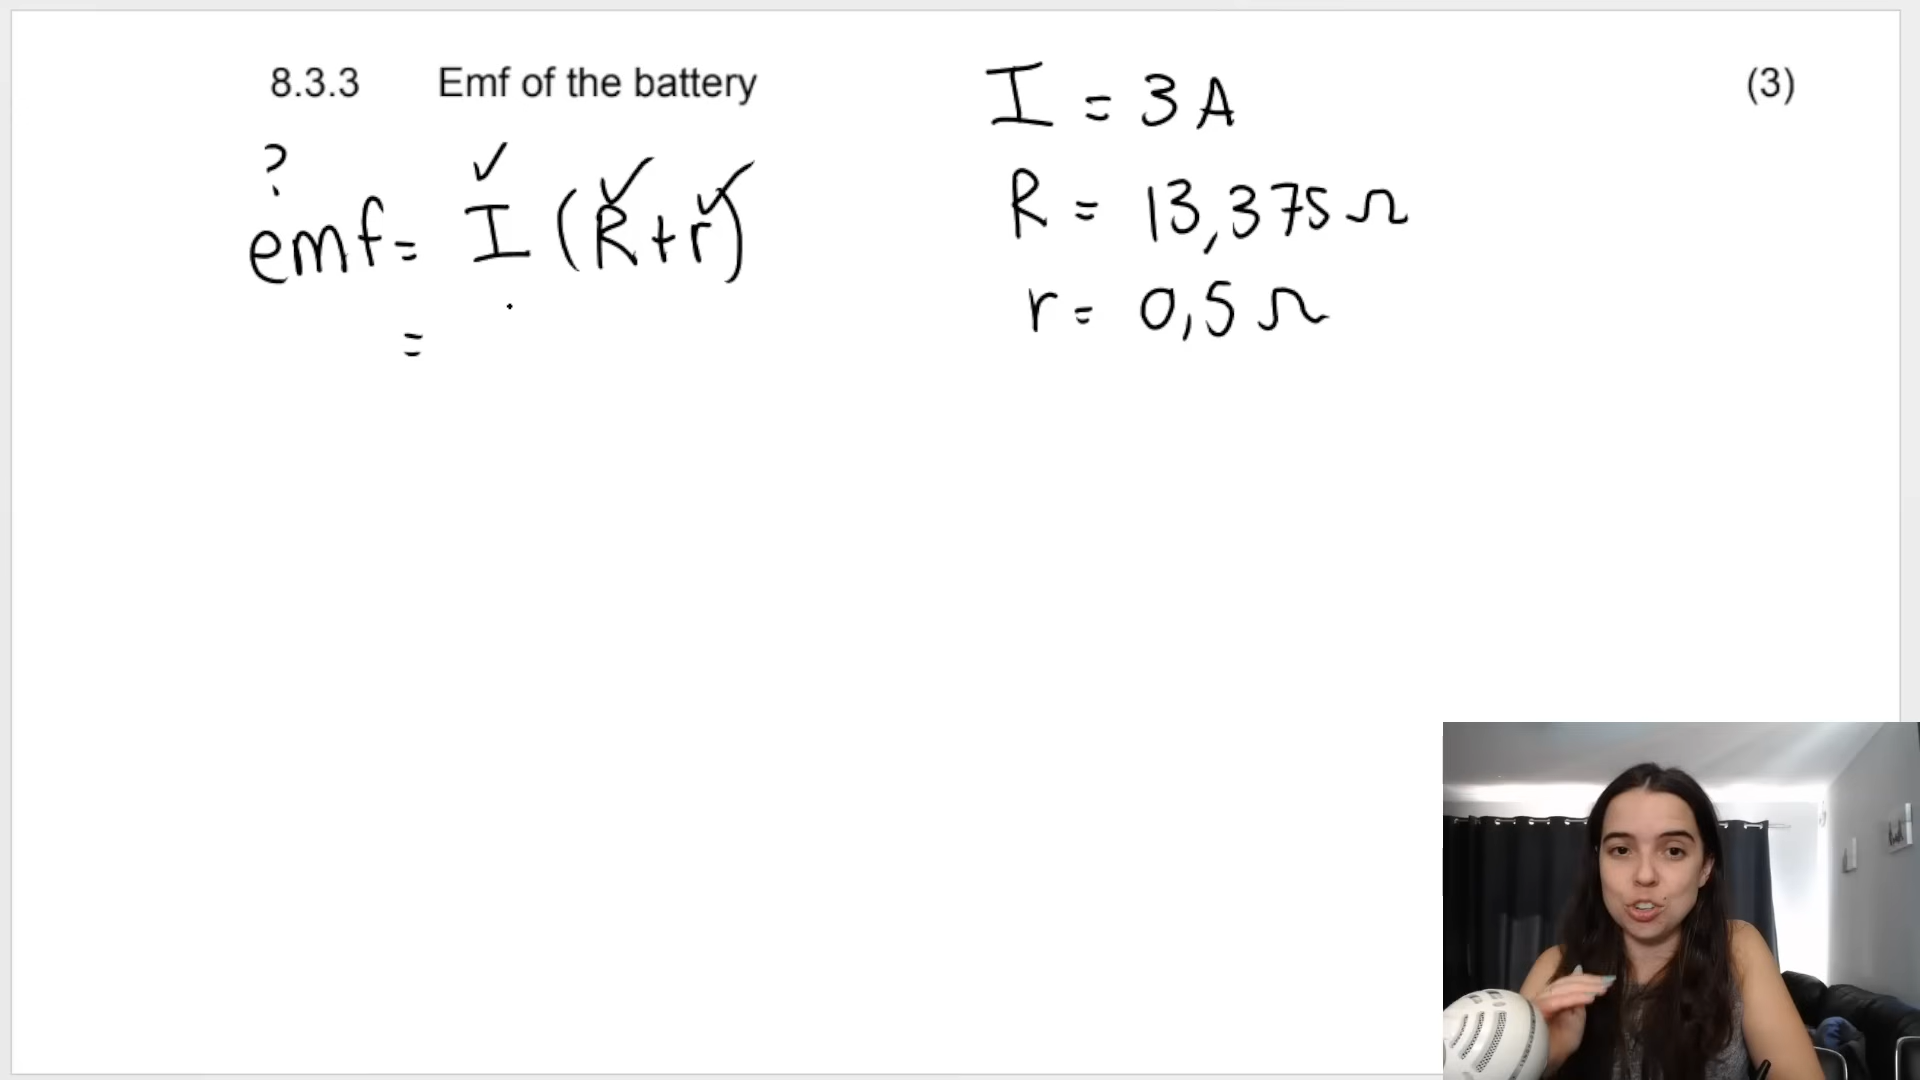 8.3.3 Emf of the battery (3)
?
emf = I (R+r)
=
I = 3 A
R = 13,375 Ω
r = 0,5 Ω